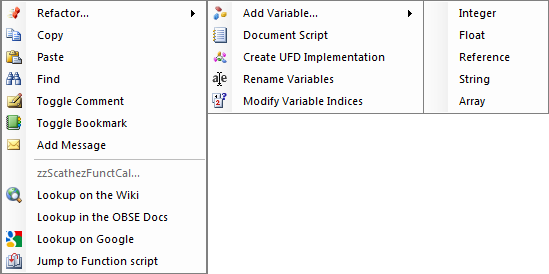 Refactor...
Copy
Paste
Find
Toggle Comment
Toggle Bookmark
Add Message
zzScathezFunctCal...
Lookup on the Wiki
Lookup in the OBSE Docs
Lookup on Google
Jump to Function script
Add Variable...
Document Script
Create UFD Implementation
Rename Variables
Modify Variable Indices
Integer
Float
Reference
String
Array